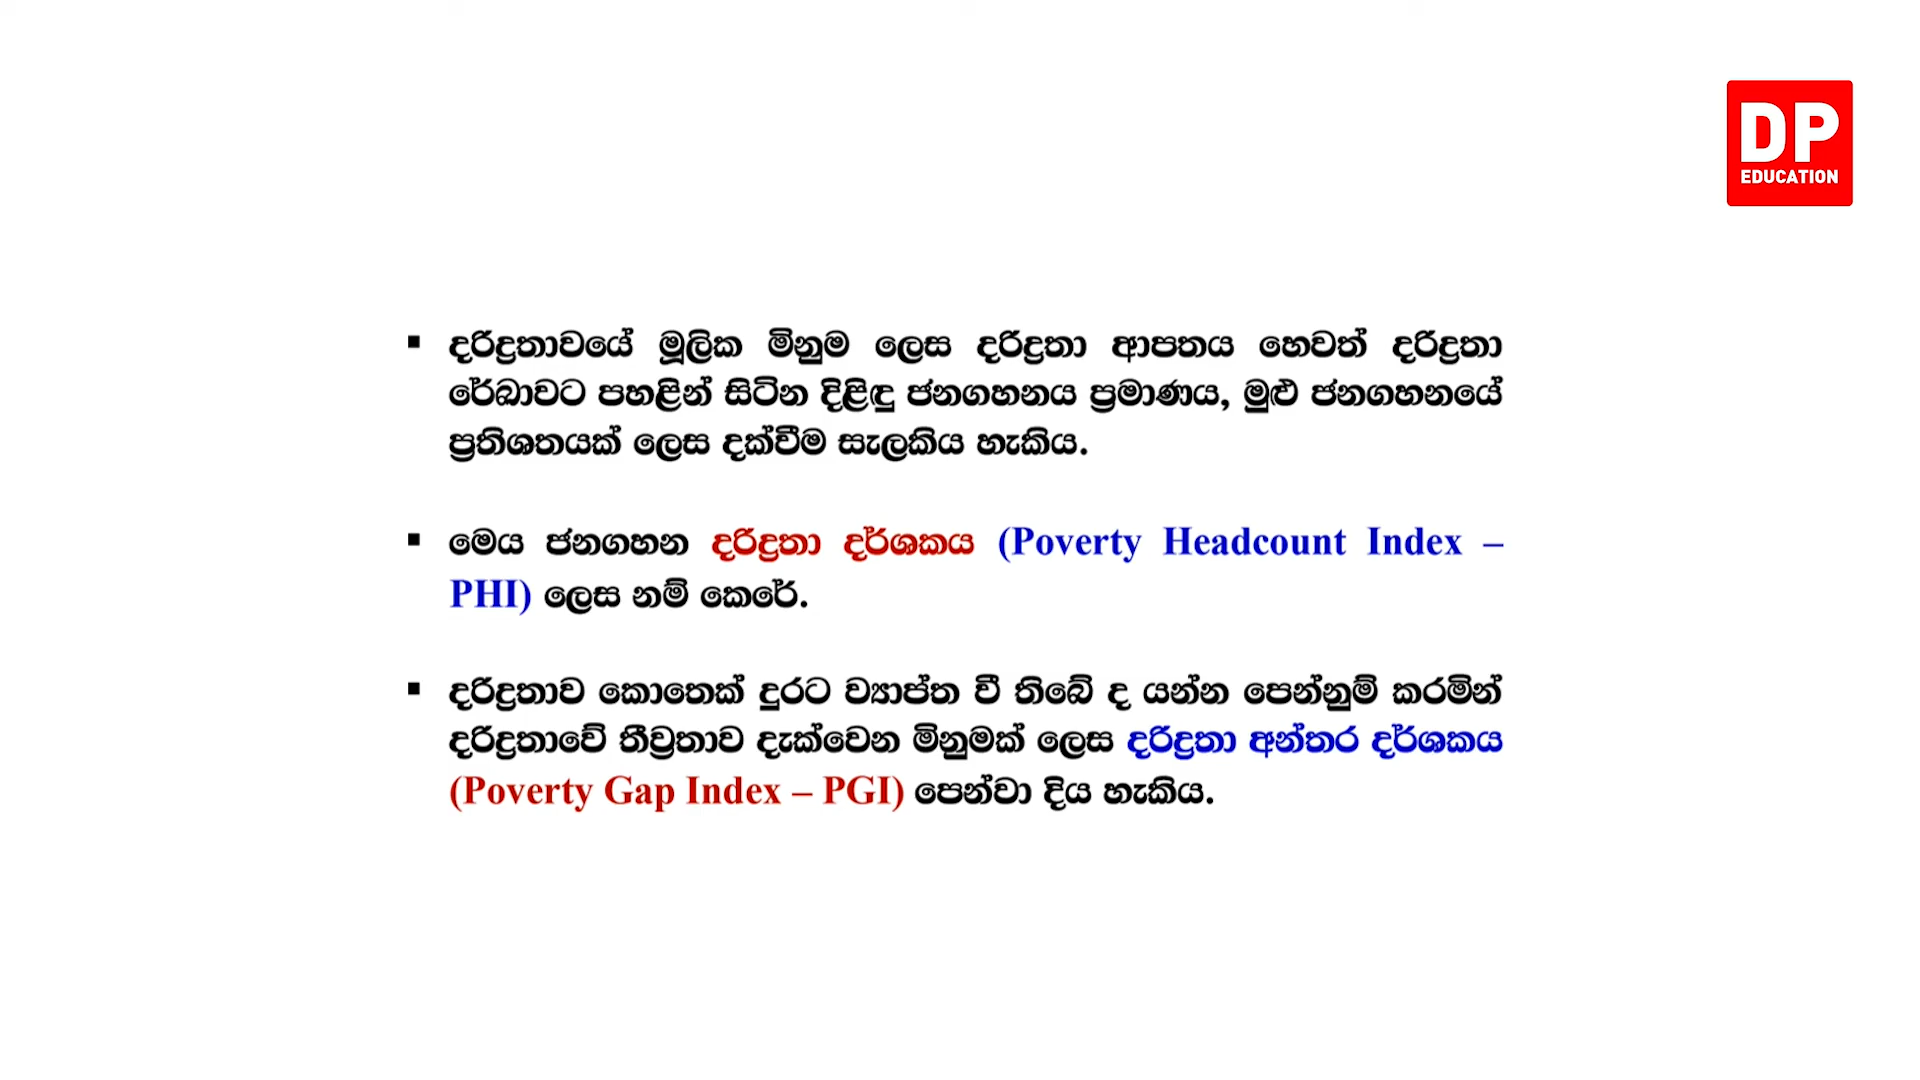 DP
EDUCATION
▪ දරිද්‍රතාවයේ මූලික මිනුම ලෙස දරිද්‍රතා ආපතය හෙවත් දරිද්‍රතා
රේඛාවට පහළින් සිටින දිළිඳු ජනගහනය ප්‍රමාණය, මුළු ජනගහනයේ
ප්‍රතිශතයක් ලෙස දක්වීම සැලකිය හැකිය.
▪ මෙය ජනගහන දරිද්‍රතා දර්ශකය (Poverty Headcount Index –
PHI) ලෙස නම් කෙරේ.
▪ දරිද්‍රතාව කොතෙක් දුරට ව්‍යාප්ත වී තිබේ ද යන්න පෙන්නුම් කරමින්
දරිද්‍රතාවේ තීව්‍රතාව දැක්වෙන මිනුමක් ලෙස දරිද්‍රතා අන්තර දර්ශකය
(Poverty Gap Index – PGI) පෙන්වා දිය හැකිය.